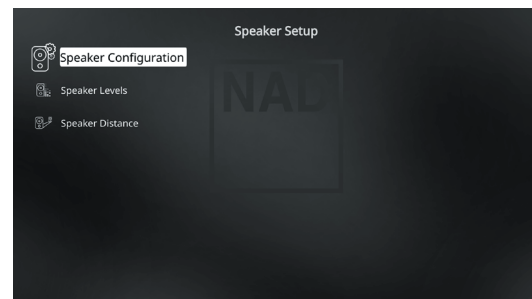 Speaker Setup
Speaker Configuration
Speaker Levels
NAD
Speaker Distance